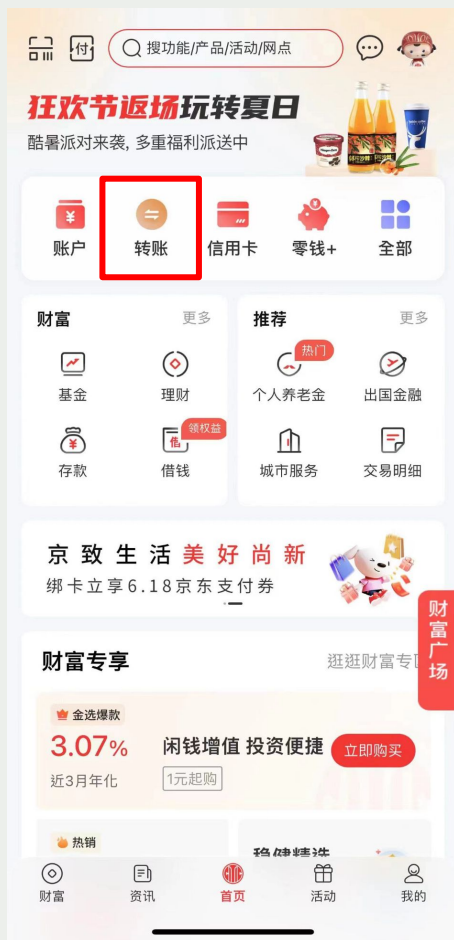 付
搜功能/产品/活动/网点
狂欢节返场玩转夏日
酷暑派对来袭, 多重福利派送中
账户 转账 信用卡 零钱+ 全部
财富 更多
推荐 更多
热门
基金 理财
个人养老金 出国金融
领权益
借
存款 借钱
城市服务 交易明细
京致生活美好尚新
绑卡立享6.18京东支付券
财富广场
财富专享 逛逛财富专区
金选爆款
3.07% 闲钱增值 投资便捷 立即购买
近3月年化 1元起购
热销
稳健精选
财富 资讯 首页 活动 我的